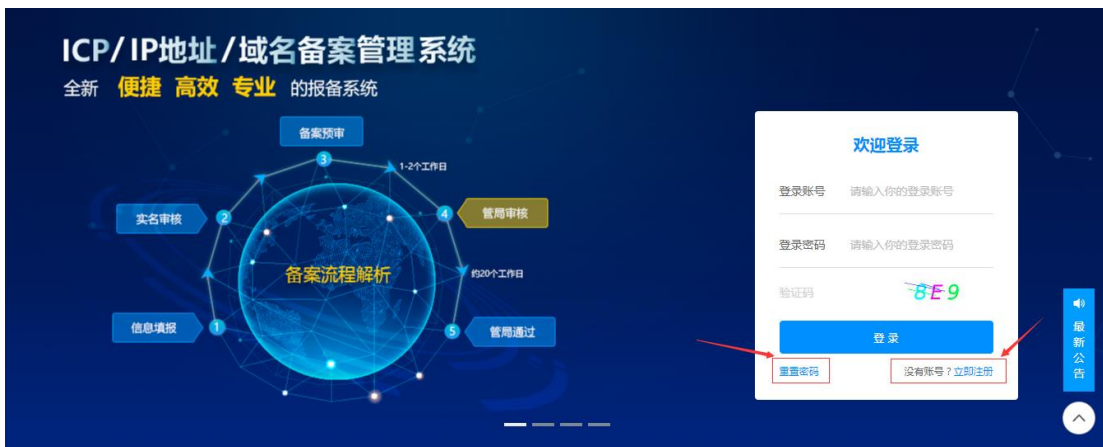 ICP/IP地址/域名备案管理系统
全新 便捷 高效 专业 的报备系统
备案预审
3
1-2个工作日
实名审核
2
4
管局审核
备案流程解析
约20个工作日
信息填报
1
5
管局通过
欢迎登录
登录账号 请输入你的登录账号
登录密码 请输入你的登录密码
验证码 8E9
登 录
重置密码 没有账号？立即注册
最新公告